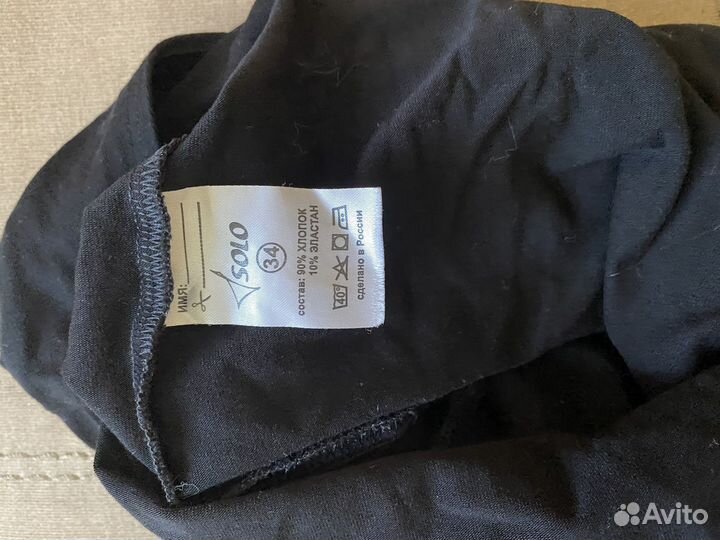 ИМЯ:
SOLO
34
состав: 90% ХЛОПОК
10% ЭЛАСТАН
40°
сделано в России
Avito